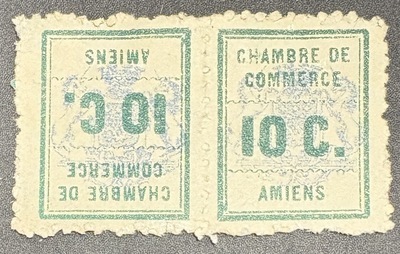 CHAMBRE DE
COMMERCE
10 C.
AMIENS
CHAMBRE DE
COMMERCE
10 C.
AMIENS